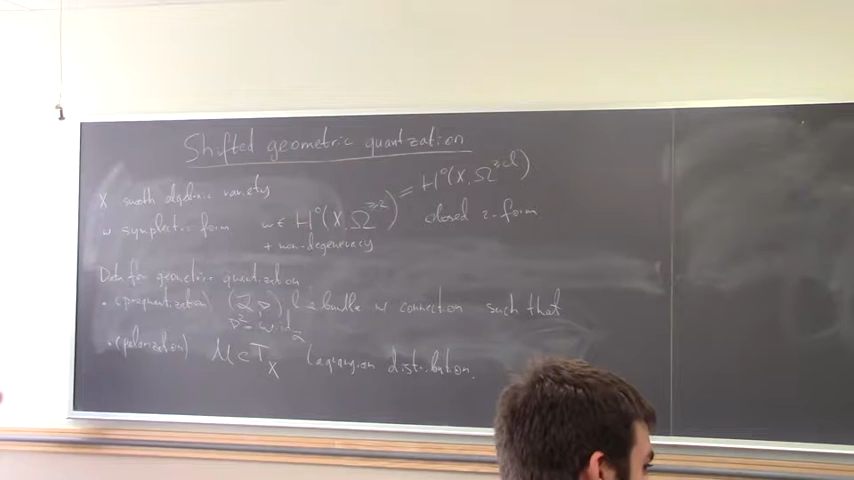 Shifted geometric quantization
X smooth algebraic variety
ω symplectic form ω ∈ H⁰(X, Ω^{≥2}) = H⁰(X, Ω^{2,cl})
+ non-degeneracy closed 2-form
Data for geometric quantization
• (prequantization) (ℒ, ∇) line bundle w connection such that
∇² = ω·id_ℒ
• (polarization) 𝓜 ⊂ T_X Lagrangian distribution.